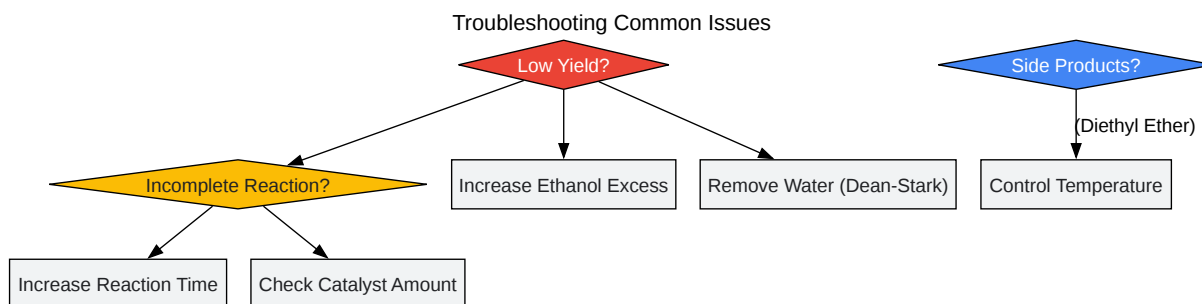 Troubleshooting Common Issues
Low Yield?
Side Products?
(Diethyl Ether)
Incomplete Reaction?
Increase Ethanol Excess
Remove Water (Dean-Stark)
Control Temperature
Increase Reaction Time
Check Catalyst Amount